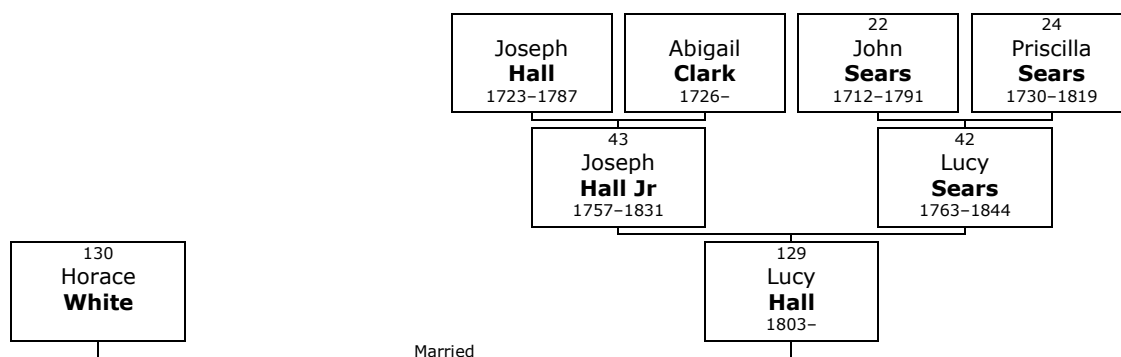 Joseph
Hall
1723–1787
Abigail
Clark
1726–
22
John
Sears
1712–1791
24
Priscilla
Sears
1730–1819
43
Joseph
Hall Jr
1757–1831
42
Lucy
Sears
1763–1844
130
Horace
White
129
Lucy
Hall
1803–
Married